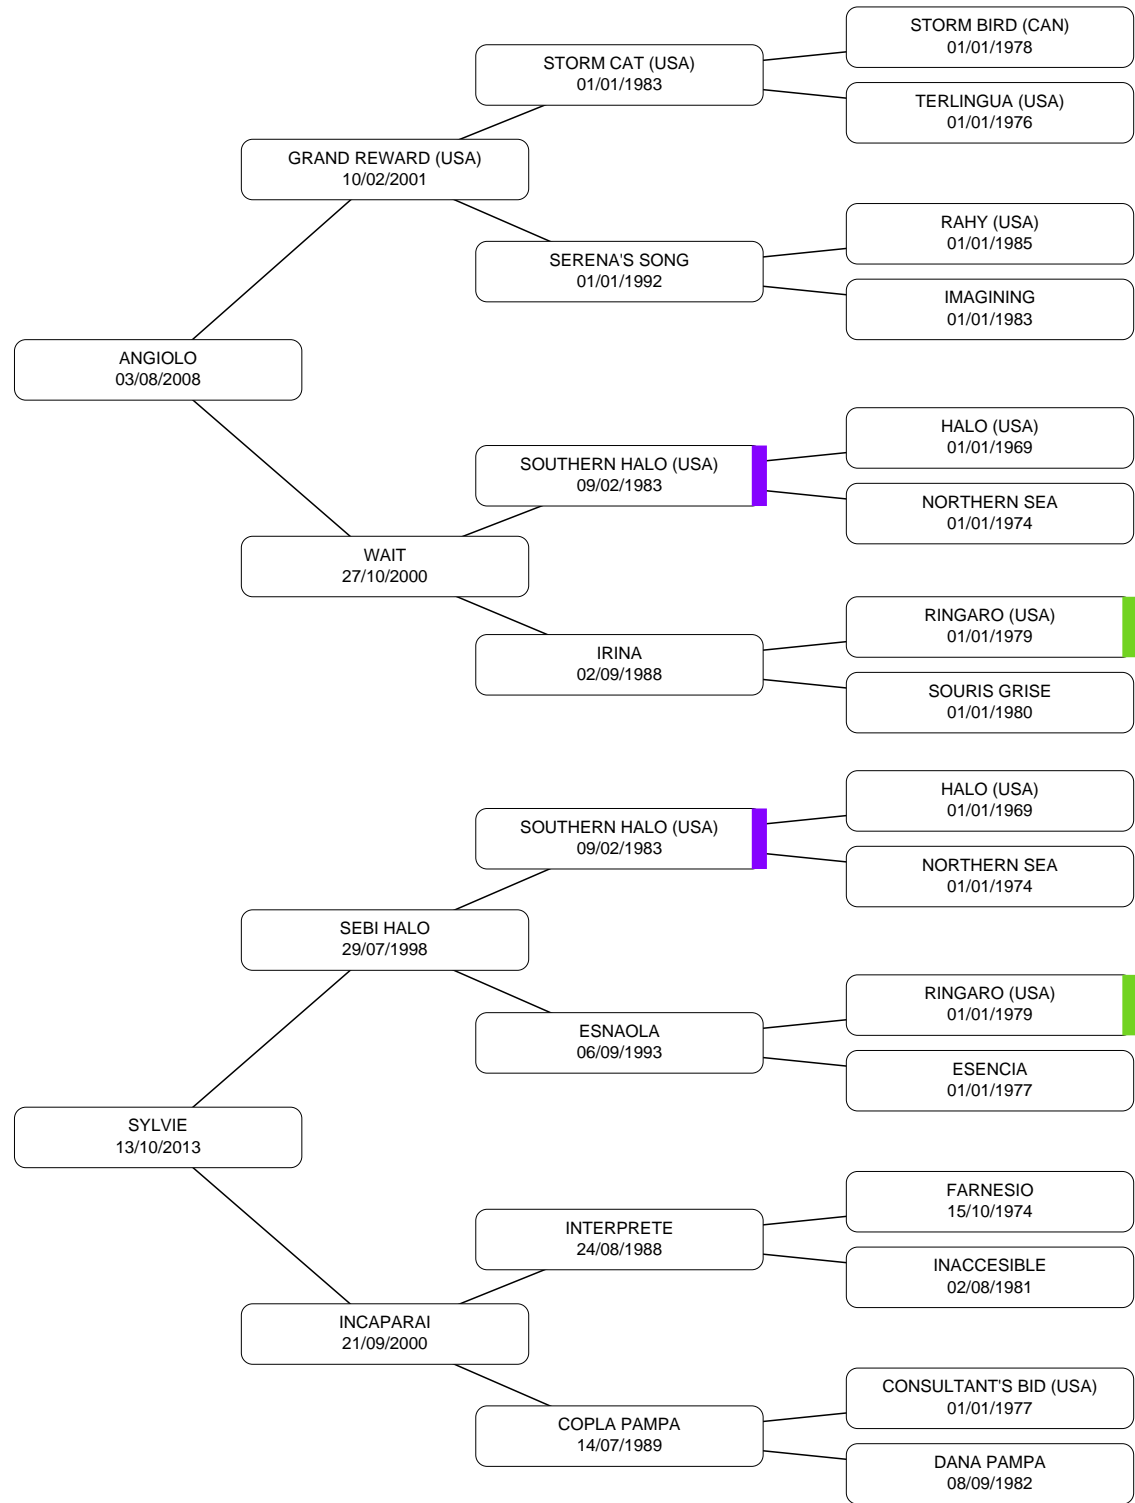 STORM BIRD (CAN)
01/01/1978
STORM CAT (USA)
01/01/1983
TERLINGUA (USA)
01/01/1976
GRAND REWARD (USA)
10/02/2001
RAHY (USA)
01/01/1985
SERENA'S SONG
01/01/1992
IMAGINING
01/01/1983
ANGIOLO
03/08/2008
HALO (USA)
01/01/1969
SOUTHERN HALO (USA)
09/02/1983
NORTHERN SEA
01/01/1974
WAIT
27/10/2000
RINGARO (USA)
01/01/1979
IRINA
02/09/1988
SOURIS GRISE
01/01/1980
HALO (USA)
01/01/1969
SOUTHERN HALO (USA)
09/02/1983
NORTHERN SEA
01/01/1974
SEBI HALO
29/07/1998
RINGARO (USA)
01/01/1979
ESNAOLA
06/09/1993
ESENCIA
01/01/1977
SYLVIE
13/10/2013
FARNESIO
15/10/1974
INTERPRETE
24/08/1988
INACCESIBLE
02/08/1981
INCAPARAI
21/09/2000
CONSULTANT'S BID (USA)
01/01/1977
COPLA PAMPA
14/07/1989
DANA PAMPA
08/09/1982